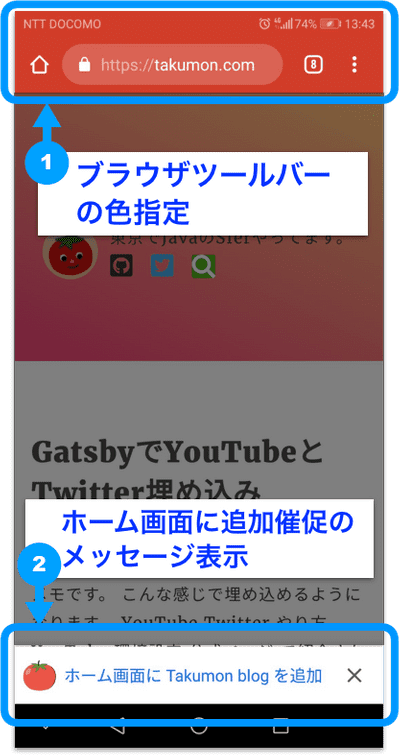 NTT DOCOMO 74% 13:43
https://takumon.com 8
1
ブラウザツールバー
の色指定
東京でJavaのSIerやってます。
GatsbyでYouTubeと
Twitter埋め込み
ホーム画面に追加催促の
メッセージ表示
2
メモです。 こんな感じで埋め込めるように
なります。 YouTube Twitter やり方
ホーム画面に Takumon blog を追加